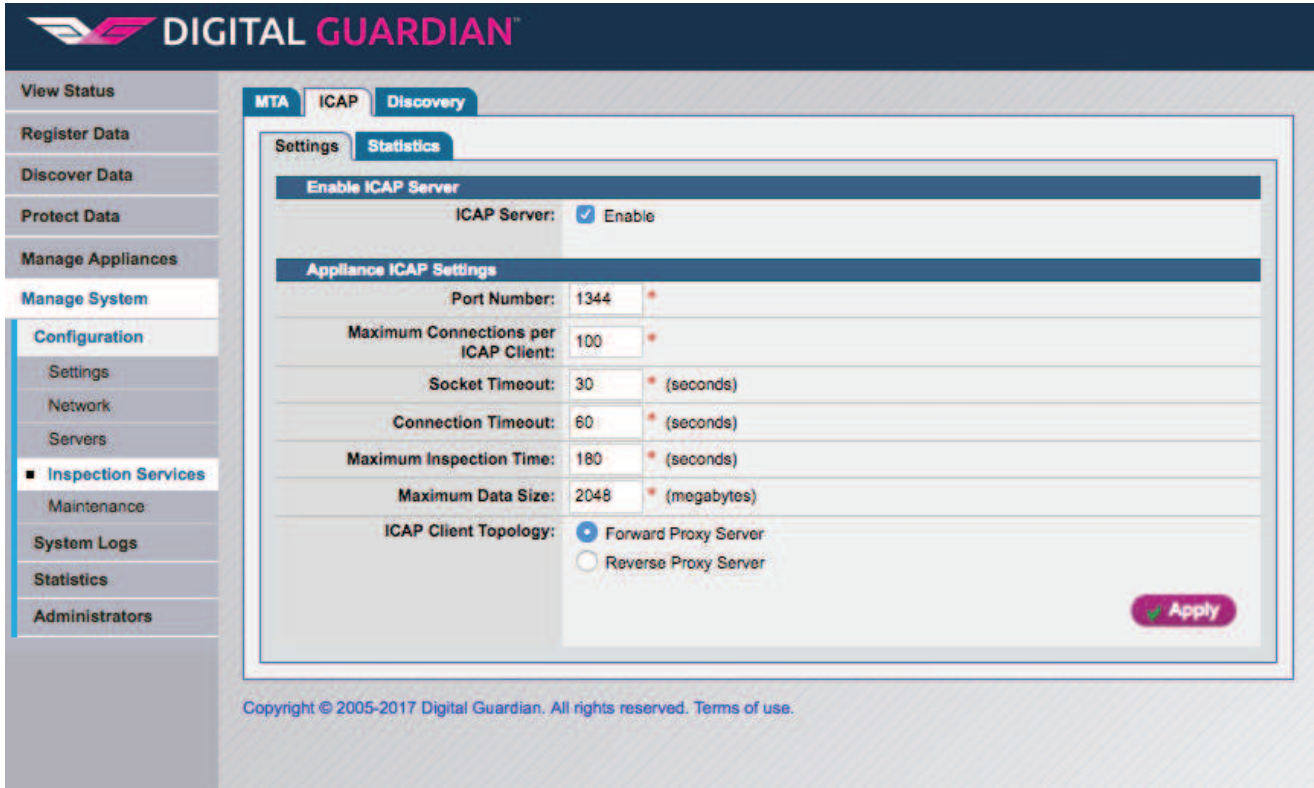 DIGITAL GUARDIAN™
View Status
Register Data
Discover Data
Protect Data
Manage Appliances
Manage System
Configuration
Settings
Network
Servers
Inspection Services
Maintenance
System Logs
Statistics
Administrators
MTA ICAP Discovery
Settings Statistics
Enable ICAP Server
ICAP Server: Enable
Appliance ICAP Settings
Port Number: 1344 *
Maximum Connections per
ICAP Client: 100 *
Socket Timeout: 30 * (seconds)
Connection Timeout: 60 * (seconds)
Maximum Inspection Time: 180 * (seconds)
Maximum Data Size: 2048 * (megabytes)
ICAP Client Topology: Forward Proxy Server
Reverse Proxy Server
Apply
Copyright © 2005-2017 Digital Guardian. All rights reserved. Terms of use.